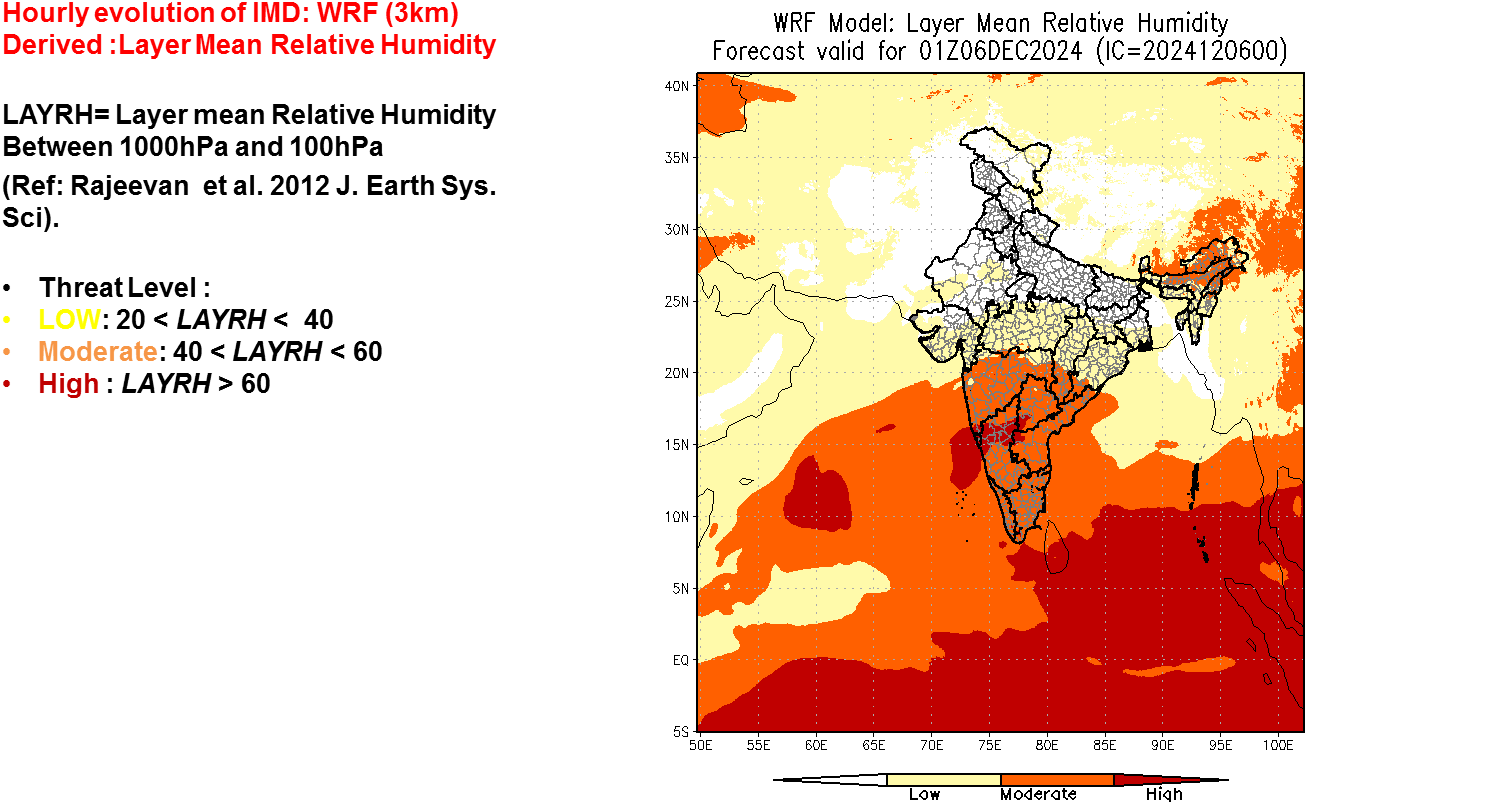 Hourly evolution of IMD: WRF (3km)
Derived :Layer Mean Relative Humidity
LAYRH= Layer mean Relative Humidity
Between 1000hPa and 100hPa
(Ref: Rajeevan et al. 2012 J. Earth Sys.
Sci).
• Threat Level :
• LOW: 20 < LAYRH < 40
• Moderate: 40 < LAYRH < 60
• High : LAYRH > 60
WRF Model: Layer Mean Relative Humidity
Forecast valid for 01Z06DEC2024 (IC=2024120600)
40N
35N
30N
25N
20N
15N
10N
5N
EQ
5S
50E 55E 60E 65E 70E 75E 80E 85E 90E 95E 100E
Low Moderate High